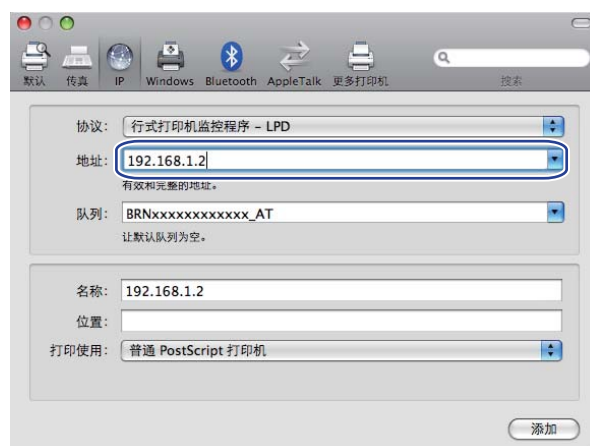 默认 传真 IP Windows Bluetooth AppleTalk 更多打印机 搜索
协议: 行式打印机监控程序 – LPD
地址: 192.168.1.2
有效和完整的地址。
队列: BRNxxxxxxxxxxxx_AT
让默认队列为空。
名称: 192.168.1.2
位置:
打印使用: 普通 PostScript 打印机
添加